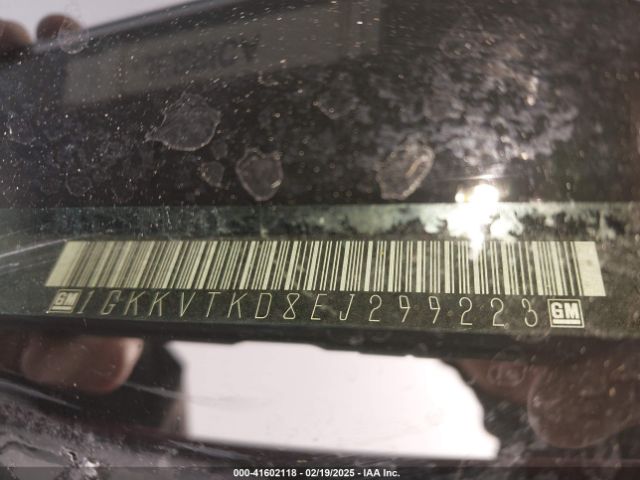 GM 1GKKVTKD8EJ299223 GM
000-41602118 - 02/19/2025 - IAA Inc.